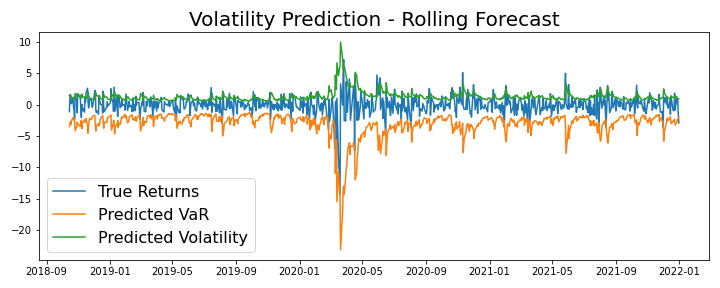 Volatility Prediction - Rolling Forecast
10
5
0
−5
−10
−15
−20
True Returns
Predicted VaR
Predicted Volatility
2018-09 2019-01 2019-05 2019-09 2020-01 2020-05 2020-09 2021-01 2021-05 2021-09 2022-01